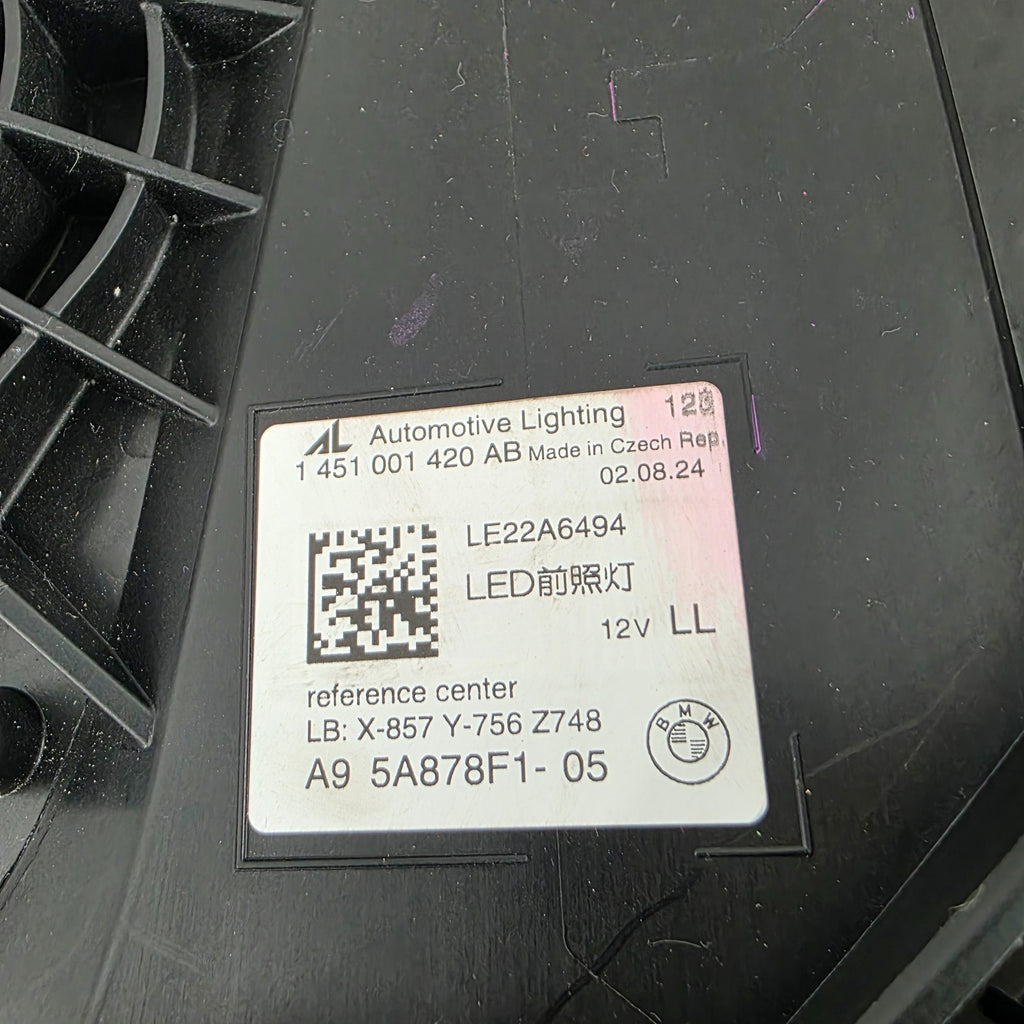 AL Automotive Lighting
1 451 001 420 AB Made in Czech Rep.
02.08.24
LE22A6494
LED前照灯
12V LL
reference center
LB: X-857 Y-756 Z748
A9 5A878F1- 05
BMW